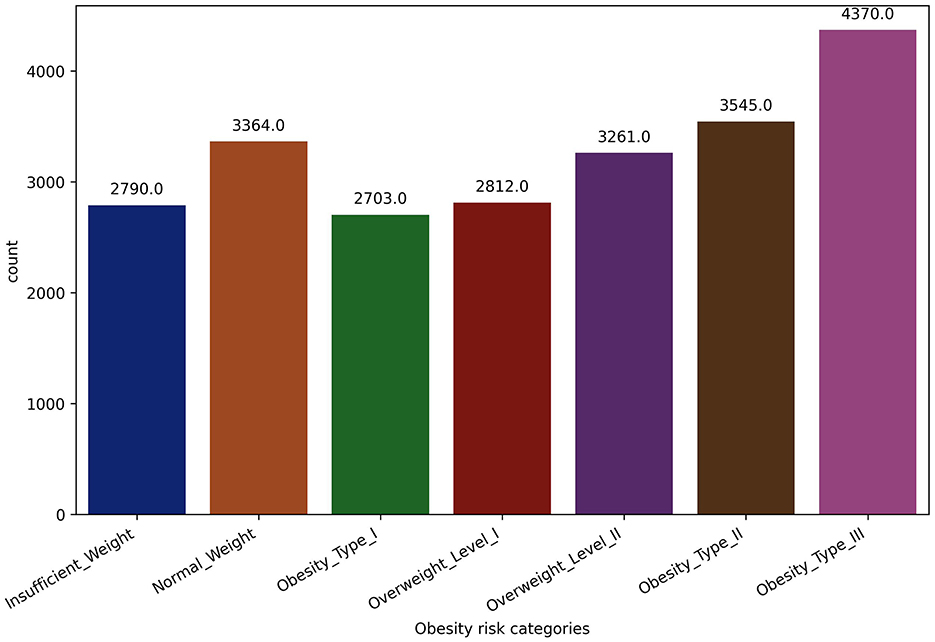 4370.0
4000
3545.0
3364.0
3261.0
3000
2790.0
2703.0
2812.0
2000
count
1000
0
Insufficient_Weight
Normal_Weight
Obesity_Type_I
Overweight_Level_I
Overweight_Level_II
Obesity_Type_II
Obesity_Type_III
Obesity risk categories